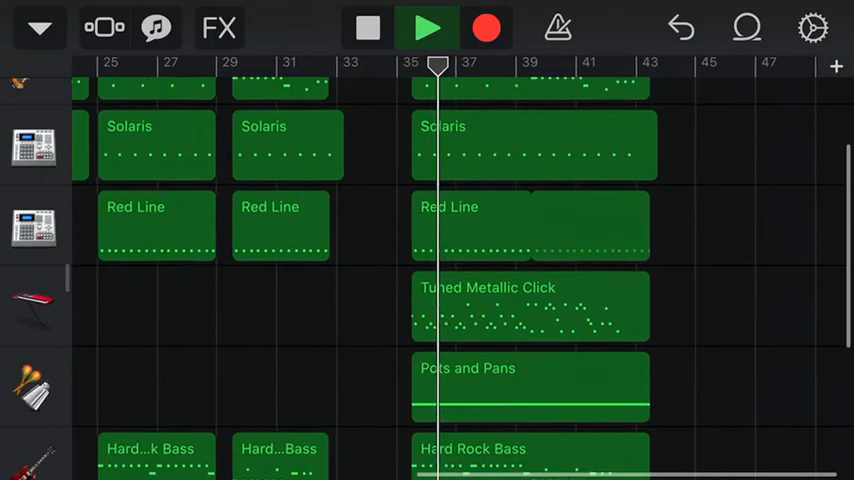 FX
25 27 29 31 33 35 37 39 41 43 45 47 +
Solaris Solaris Solaris
Red Line Red Line Red Line
Tuned Metallic Click
Pots and Pans
Hard...k Bass Hard...Bass Hard Rock Bass